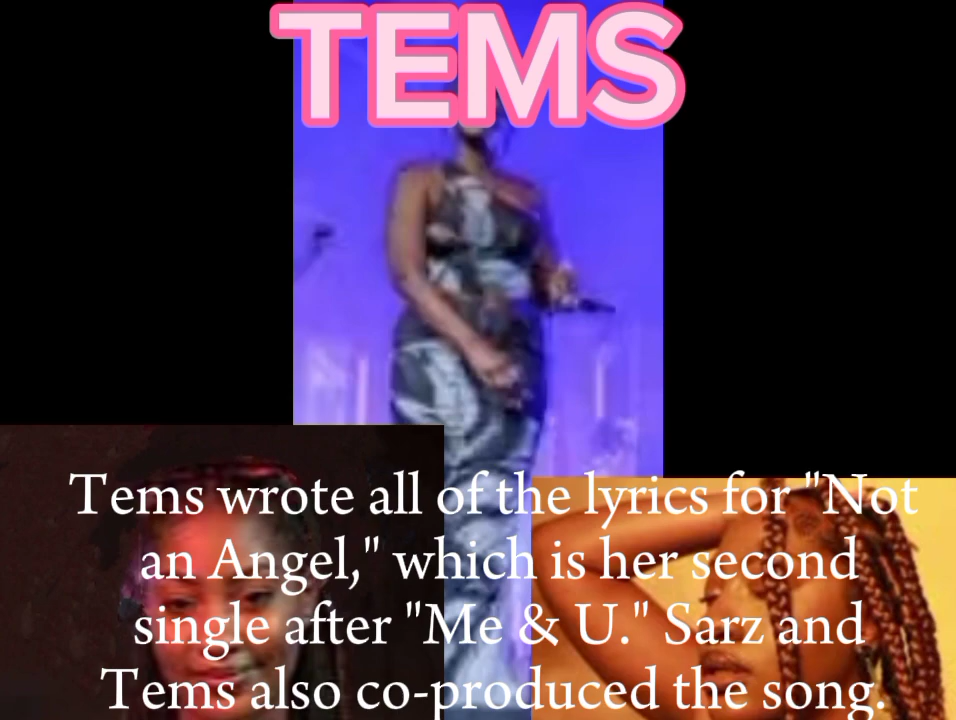 TEMS
Tems wrote all of the lyrics for "Not
an Angel," which is her second
single after "Me & U." Sarz and
Tems also co-produced the song.